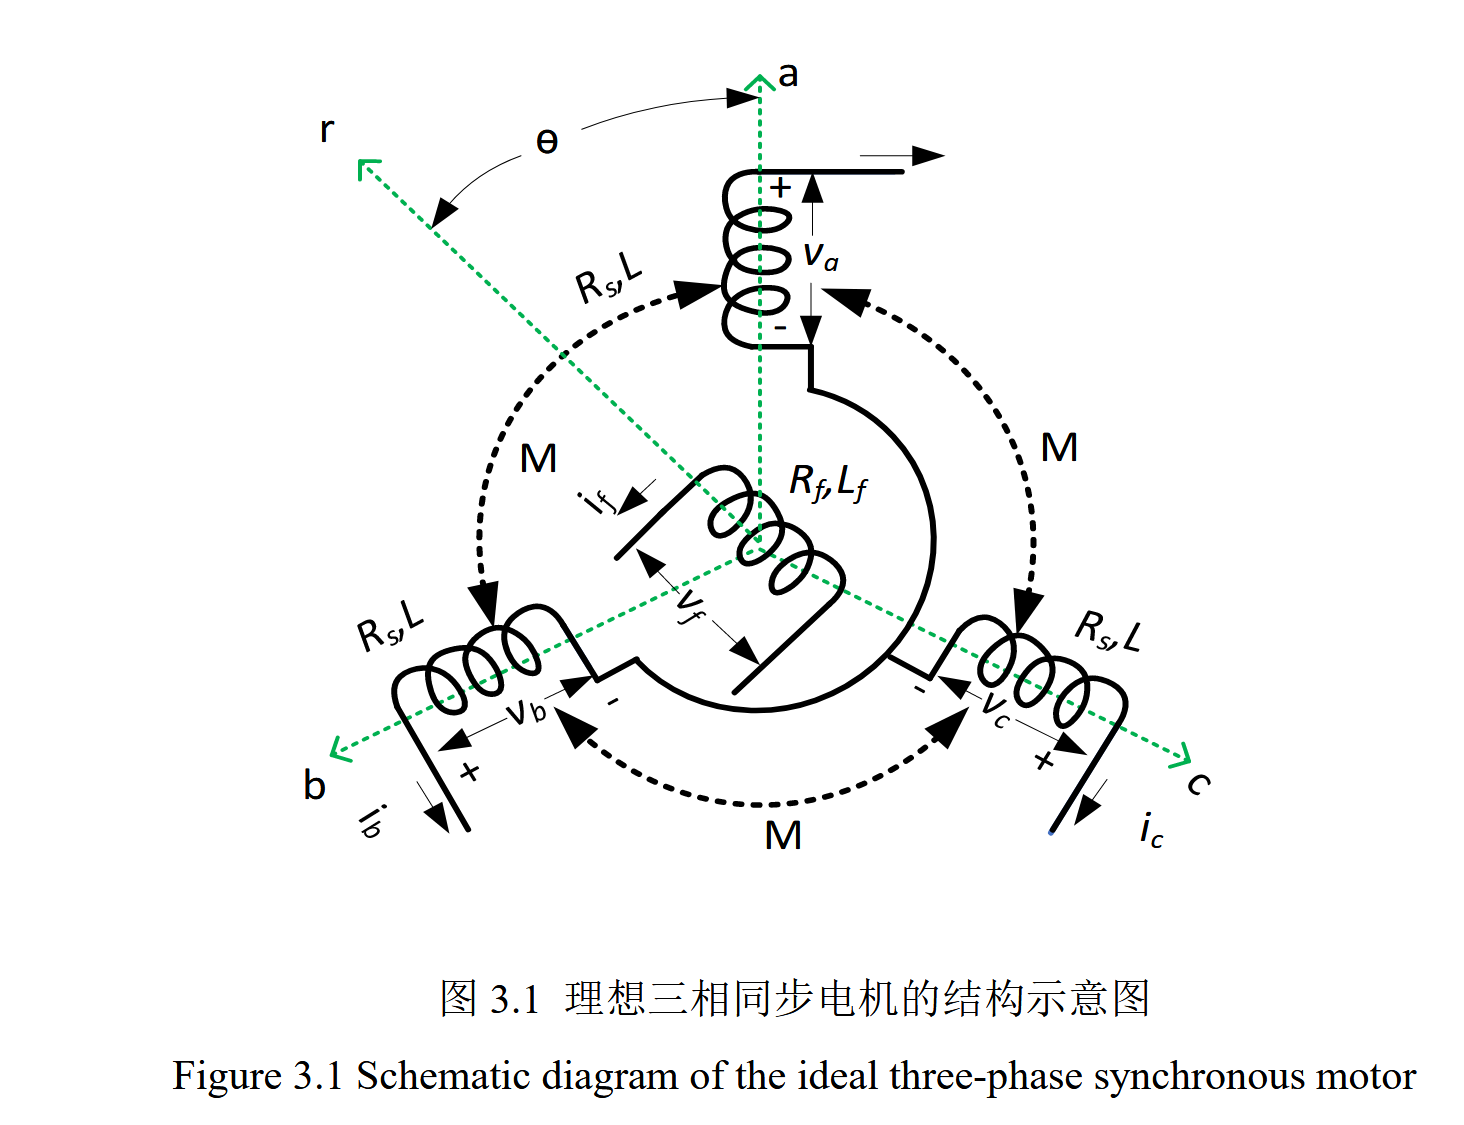 a
r
θ
+
v_a
-
R_s,L
M
M
R_f,L_f
i_f
v_f
R_s,L
R_s,L
v_b
-
-
v_c
+
+
b
c
i_b
i_c
M
图 3.1 理想三相同步电机的结构示意图
Figure 3.1 Schematic diagram of the ideal three-phase synchronous motor